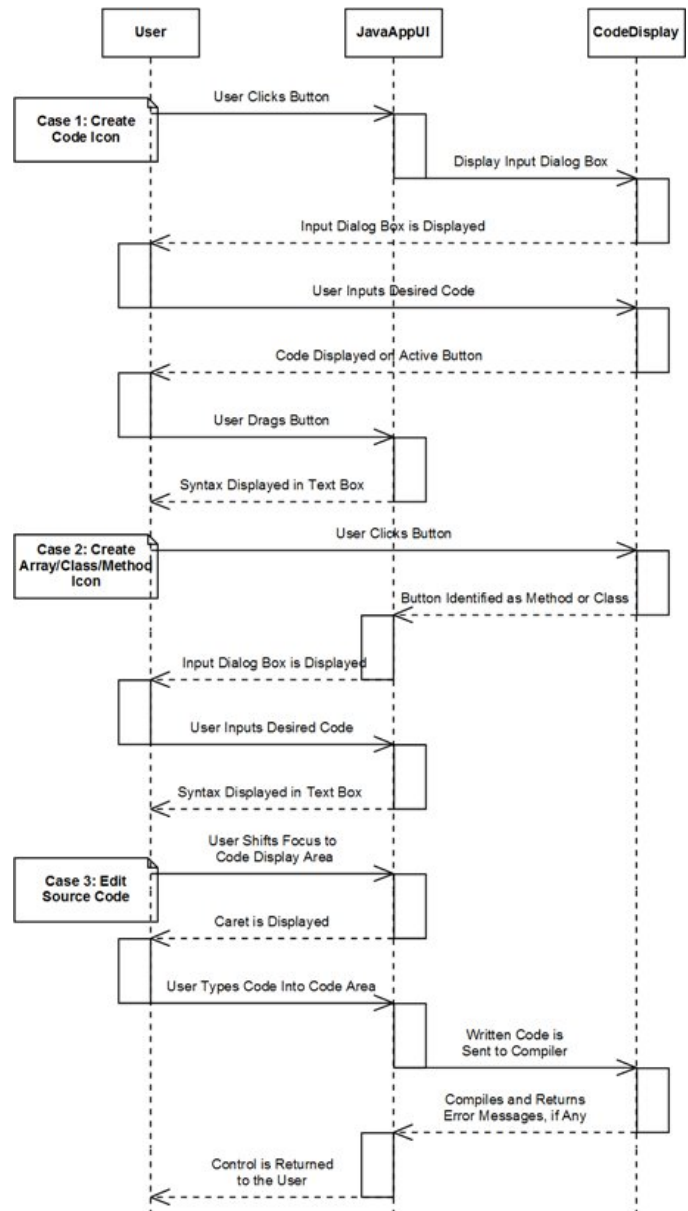 User
JavaAppUI
CodeDisplay
User Clicks Button
Case 1: Create
Code Icon
Display Input Dialog Box
Input Dialog Box is Displayed
User Inputs Desired Code
Code Displayed on Active Button
User Drags Button
Syntax Displayed in Text Box
User Clicks Button
Case 2: Create
Array/Class/Method
Icon
Button Identified as Method or Class
Input Dialog Box is Displayed
User Inputs Desired Code
Syntax Displayed in Text Box
User Shifts Focus to
Code Display Area
Case 3: Edit
Source Code
Caret is Displayed
User Types Code Into Code Area
Written Code is
Sent to Compiler
Compiles and Returns
Error Messages, if Any
Control is Returned
to the User